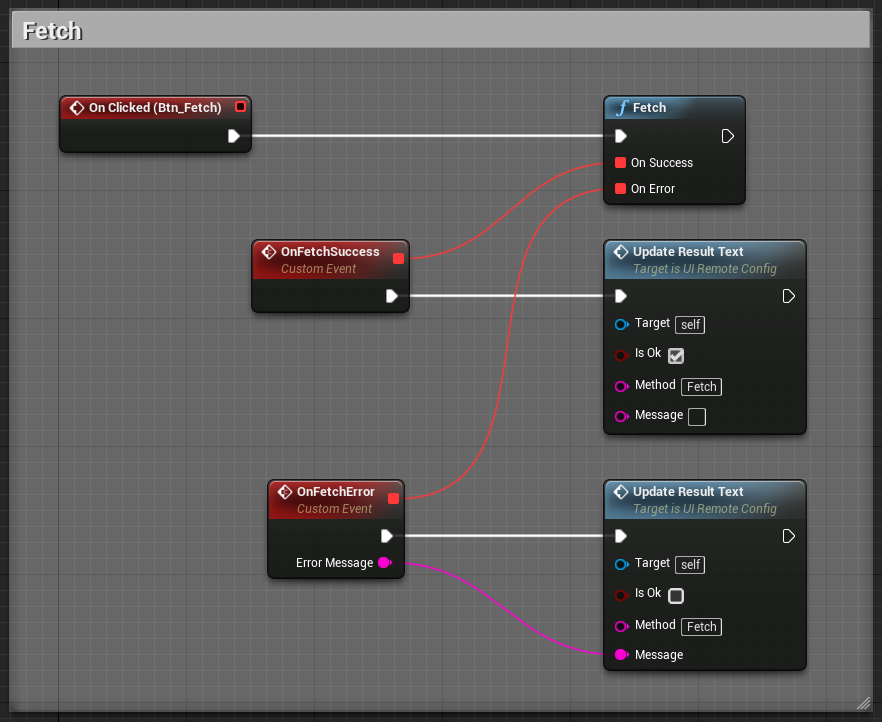 Fetch
On Clicked (Btn_Fetch)
f Fetch
On Success
On Error
OnFetchSuccess
Custom Event
Update Result Text
Target is UI Remote Config
Target self
Is Ok
Method Fetch
Message
OnFetchError
Custom Event
Error Message
Update Result Text
Target is UI Remote Config
Target self
Is Ok
Method Fetch
Message